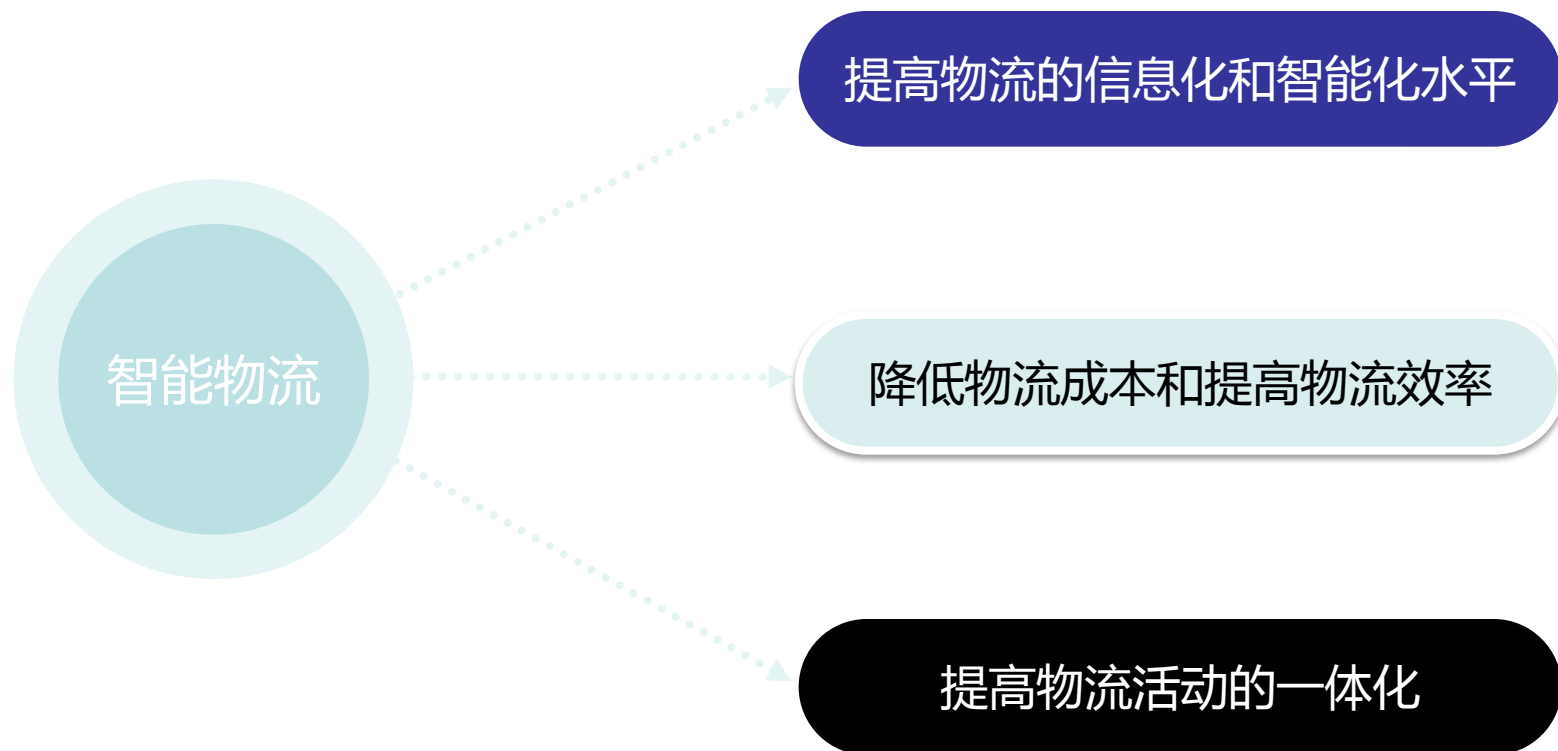 提高物流的信息化和智能化水平
智能物流
降低物流成本和提高物流效率
提高物流活动的一体化